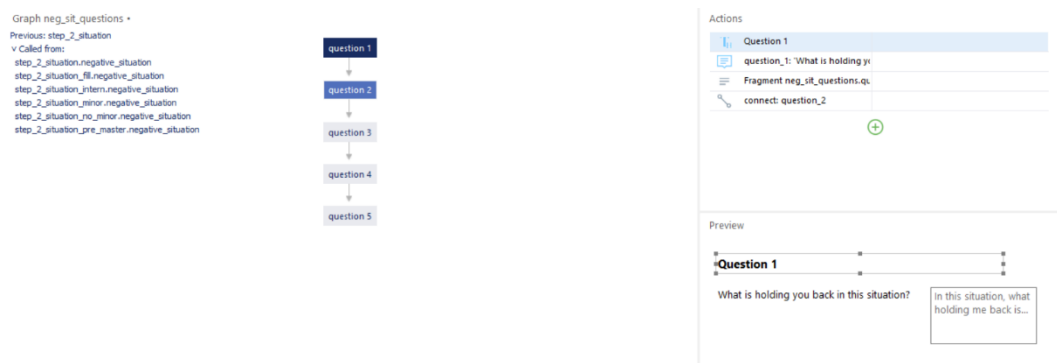 Graph neg_sit_questions
Previous: step_2_situation
Called from:
step_2_situation.negative_situation
step_2_situation_fill.negative_situation
step_2_situation_intern.negative_situation
step_2_situation_minor.negative_situation
step_2_situation_no_minor.negative_situation
step_2_situation_pre_master.negative_situation
question 1
question 2
question 3
question 4
question 5
Actions
Question 1
question_1: 'What is holding yo
Fragment neg_sit_questions.qu
connect: question_2
Preview
Question 1
What is holding you back in this situation?
In this situation, what
holding me back is...